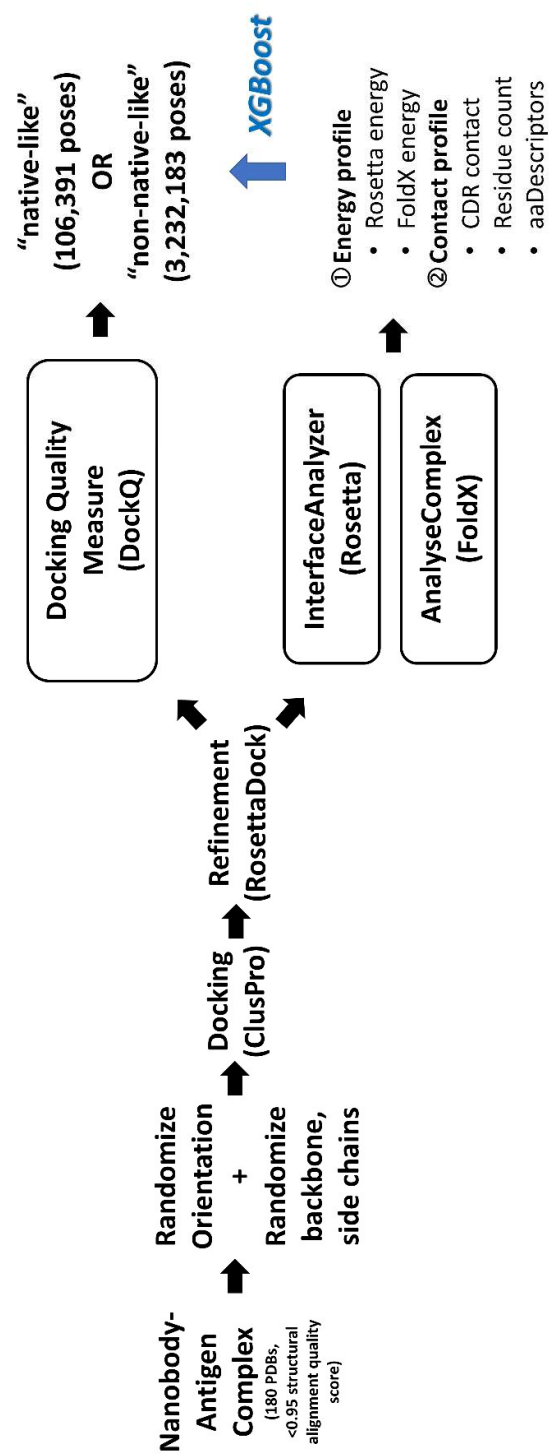 Nanobody-
Antigen
Complex
(180 PDBs,
<0.95 structural
alignment quality
score)
Randomize
Orientation
+
Randomize
backbone,
side chains
Docking
(ClusPro)
Refinement
(RosettaDock)
Docking Quality
Measure
(DockQ)
"native-like"
(106,391 poses)
OR
"non-native-like"
(3,232,183 poses)
XGBoost
InterfaceAnalyzer
(Rosetta)
AnalyseComplex
(FoldX)
① Energy profile
• Rosetta energy
• FoldX energy
② Contact profile
• CDR contact
• Residue count
• aaDescriptors